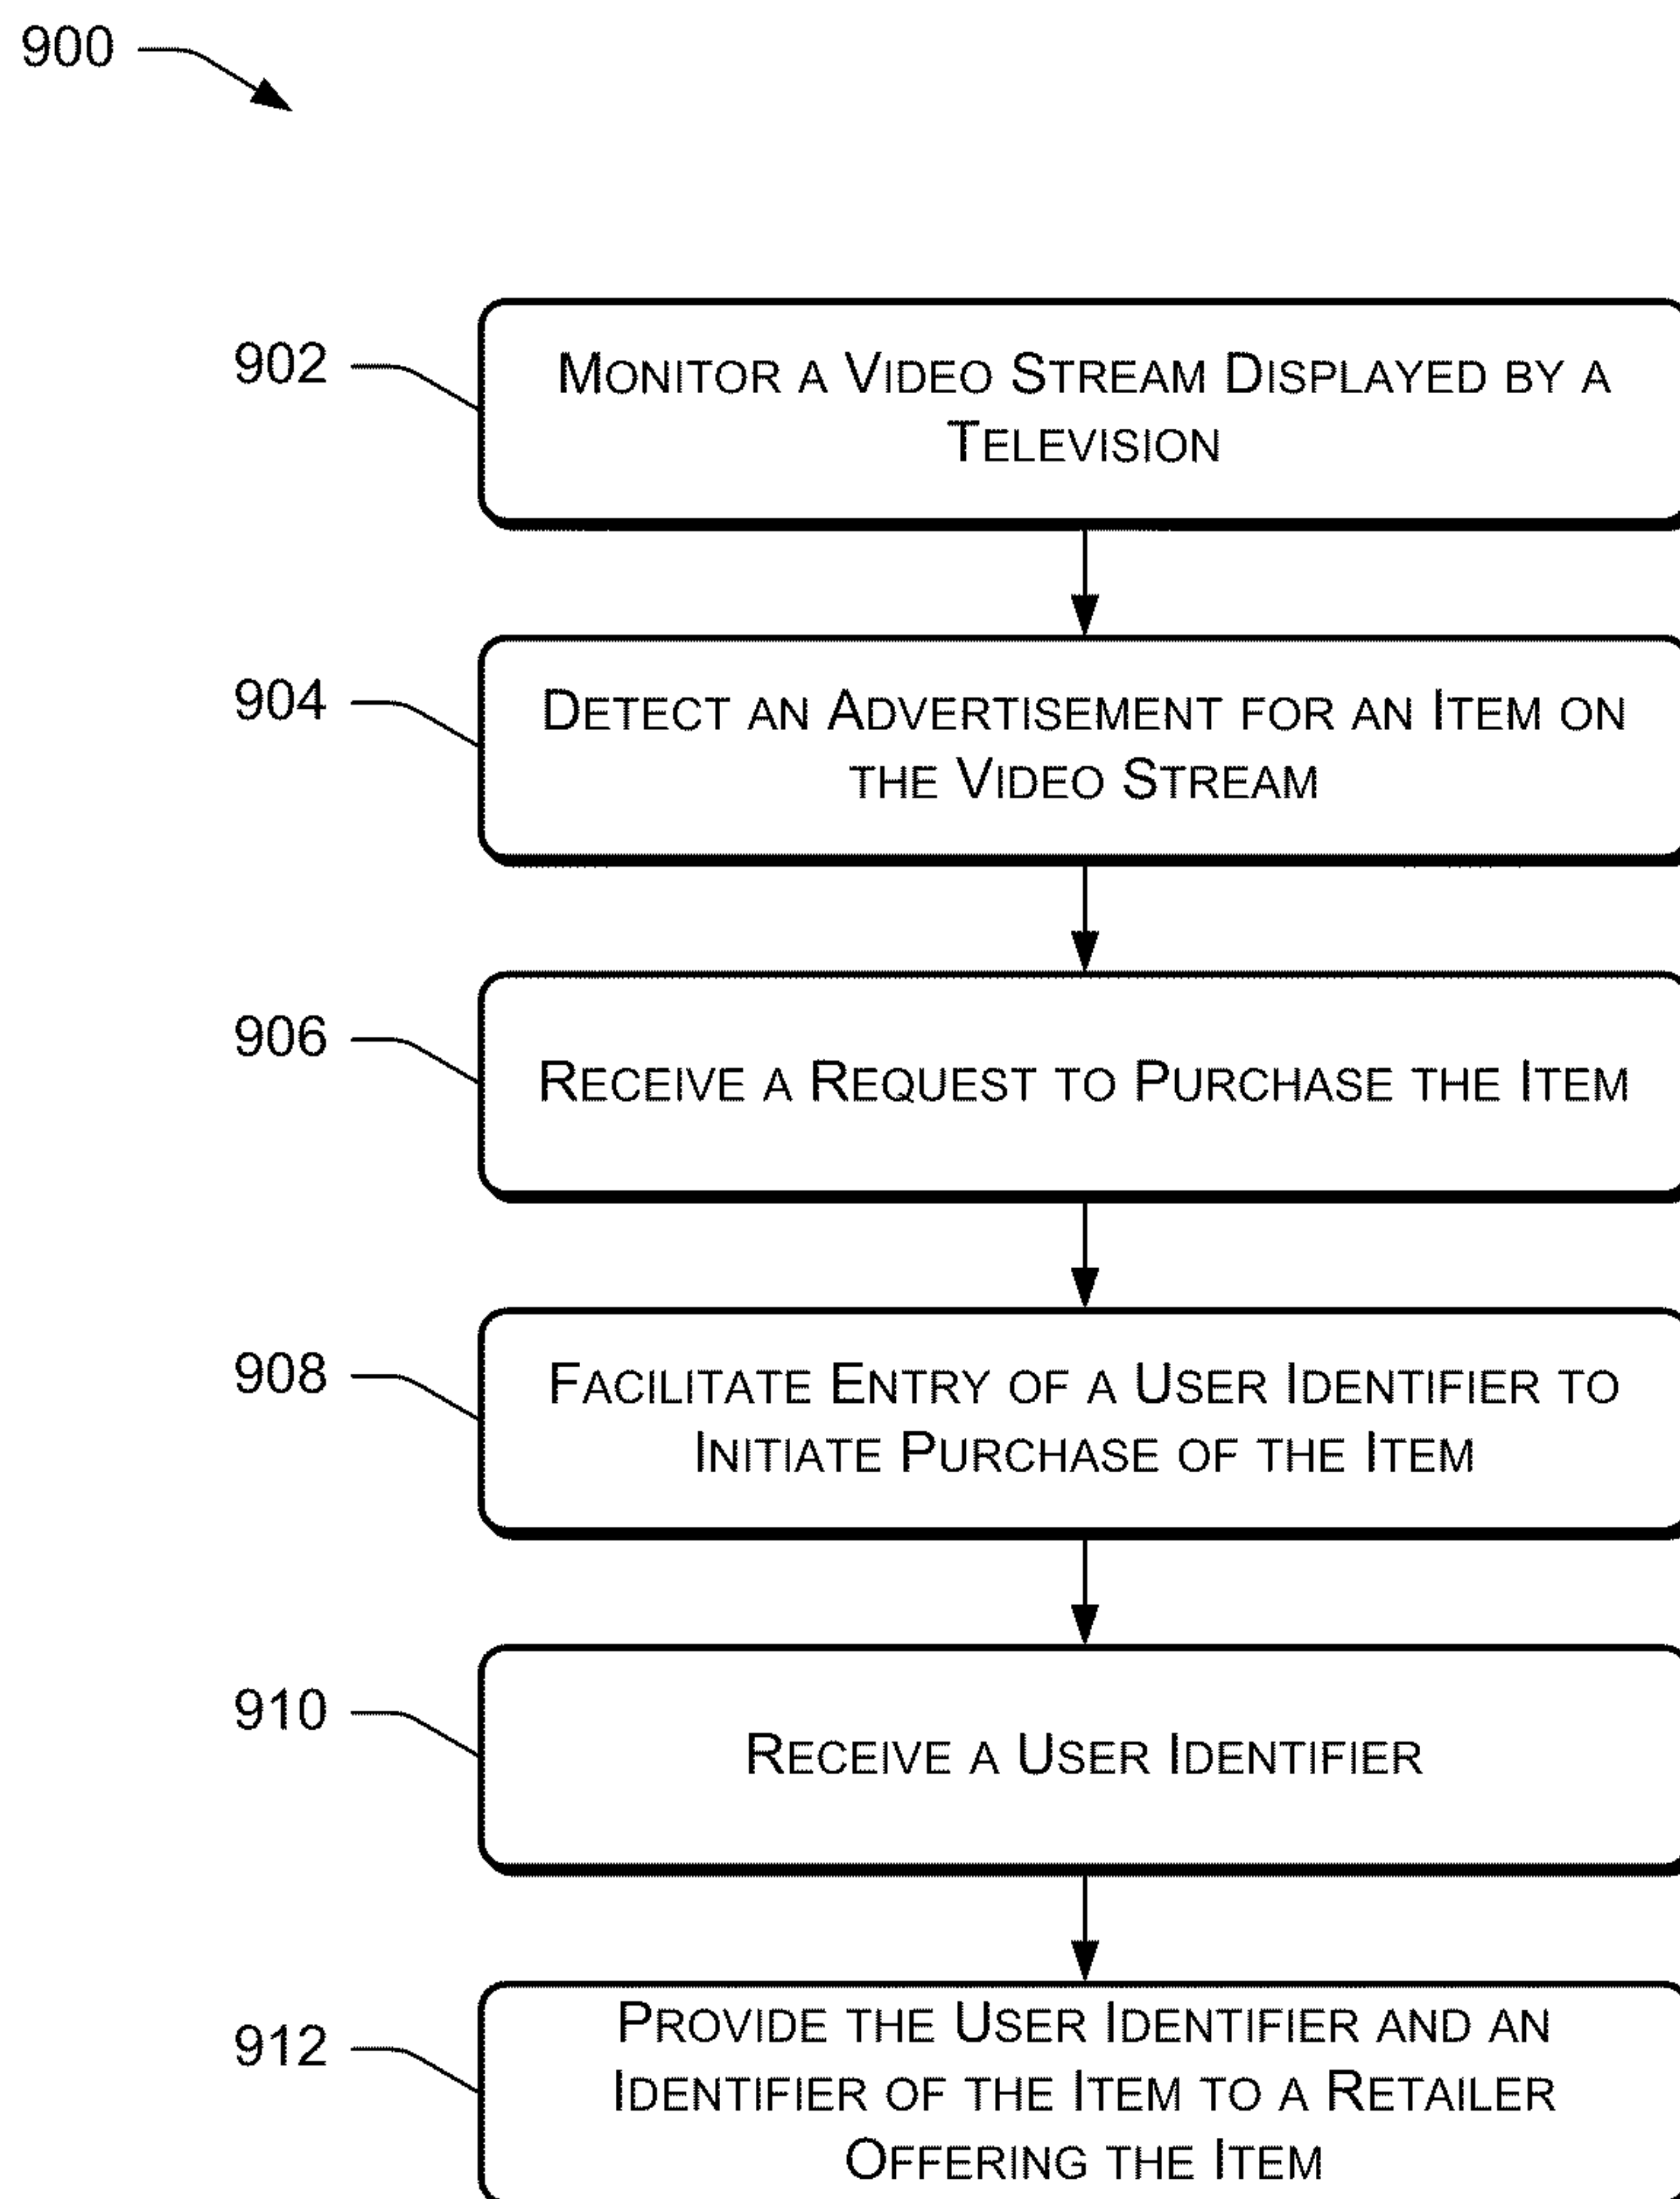 900
902
MONITOR A VIDEO STREAM DISPLAYED BY A
TELEVISION
904
DETECT AN ADVERTISEMENT FOR AN ITEM ON
THE VIDEO STREAM
906
RECEIVE A REQUEST TO PURCHASE THE ITEM
908
FACILITATE ENTRY OF A USER IDENTIFIER TO
INITIATE PURCHASE OF THE ITEM
910
RECEIVE A USER IDENTIFIER
912
PROVIDE THE USER IDENTIFIER AND AN
IDENTIFIER OF THE ITEM TO A RETAILER
OFFERING THE ITEM